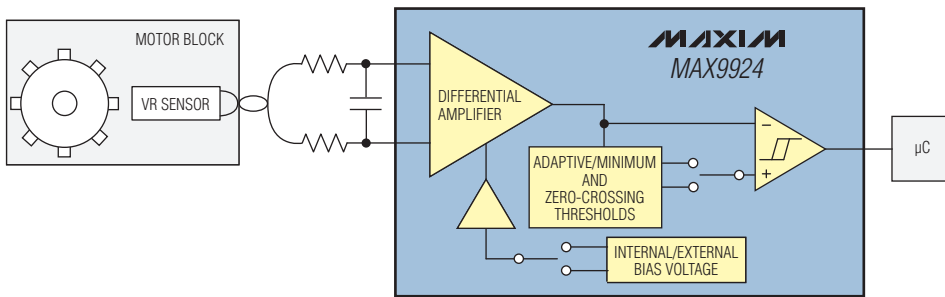 MOTOR BLOCK
VR SENSOR
MAXIM
MAX9924
DIFFERENTIAL
AMPLIFIER
−
+
ADAPTIVE/MINIMUM
AND
ZERO-CROSSING
THRESHOLDS
INTERNAL/EXTERNAL
BIAS VOLTAGE
µC